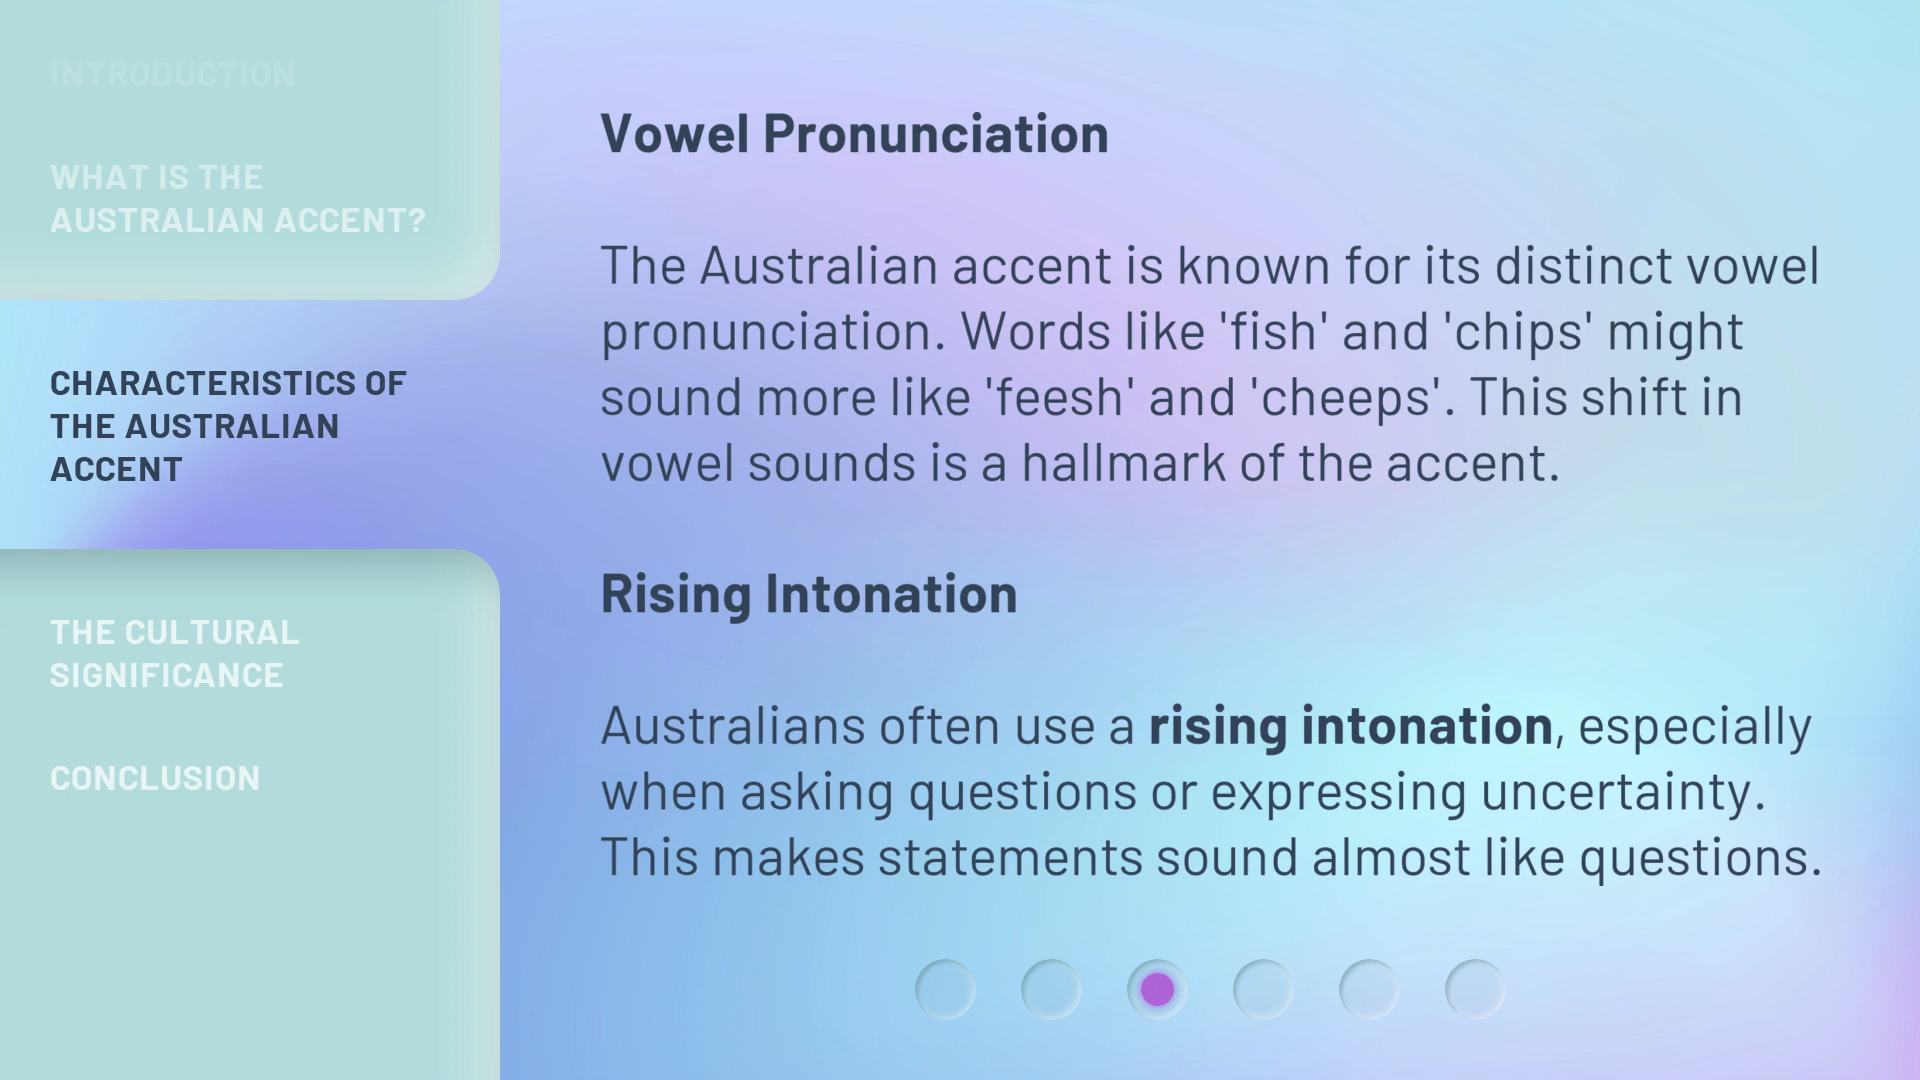 INTRODUCTION
WHAT IS THE
AUSTRALIAN ACCENT?
CHARACTERISTICS OF
THE AUSTRALIAN
ACCENT
THE CULTURAL
SIGNIFICANCE
CONCLUSION
Vowel Pronunciation
The Australian accent is known for its distinct vowel
pronunciation. Words like 'fish' and 'chips' might
sound more like 'feesh' and 'cheeps'. This shift in
vowel sounds is a hallmark of the accent.
Rising Intonation
Australians often use a rising intonation, especially
when asking questions or expressing uncertainty.
This makes statements sound almost like questions.